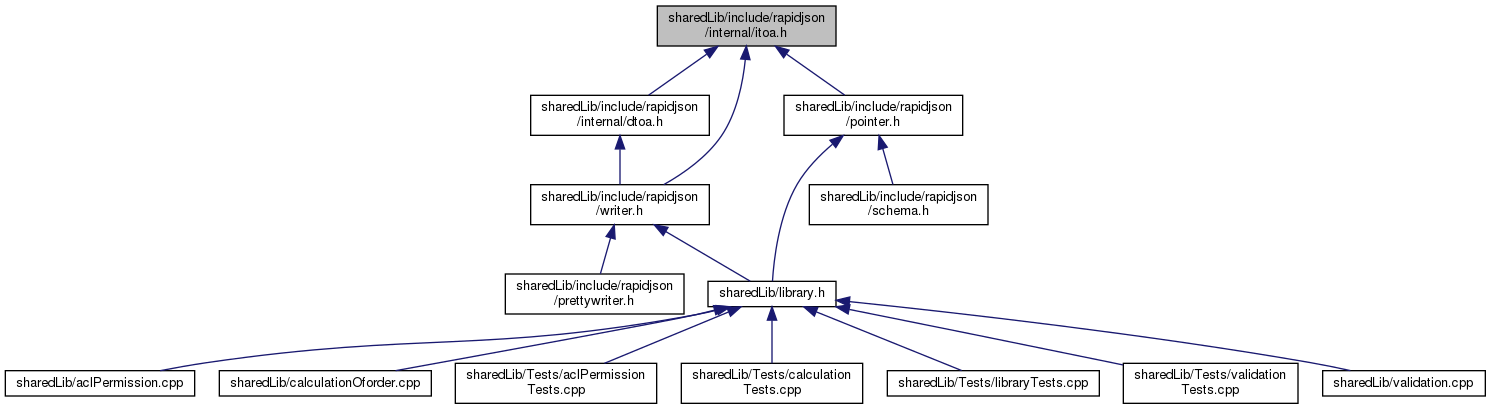 sharedLib/include/rapidjson
/internal/itoa.h
sharedLib/include/rapidjson
/internal/dtoa.h
sharedLib/include/rapidjson
/pointer.h
sharedLib/include/rapidjson
/writer.h
sharedLib/include/rapidjson
/schema.h
sharedLib/include/rapidjson
/prettywriter.h
sharedLib/library.h
sharedLib/aclPermission.cpp
sharedLib/calculationOforder.cpp
sharedLib/Tests/aclPermission
Tests.cpp
sharedLib/Tests/calculation
Tests.cpp
sharedLib/Tests/libraryTests.cpp
sharedLib/Tests/validation
Tests.cpp
sharedLib/validation.cpp